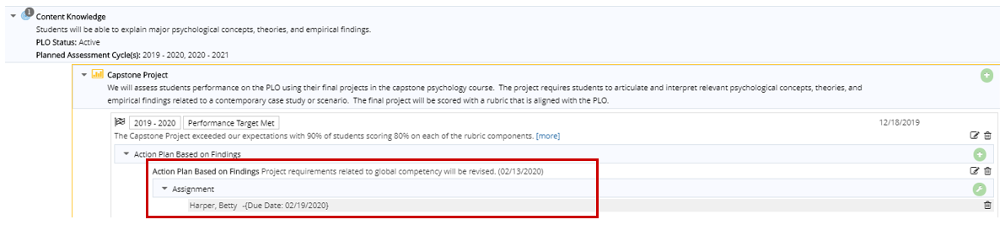 1
Content Knowledge
Students will be able to explain major psychological concepts, theories, and empirical findings.
PLO Status: Active
Planned Assessment Cycle(s): 2019 - 2020, 2020 - 2021
Capstone Project
We will assess students performance on the PLO using their final projects in the capstone psychology course. The project requires students to articulate and interpret relevant psychological concepts, theories, and
empirical findings related to a contemporary case study or scenario. The final project will be scored with a rubric that is aligned with the PLO.
2019 - 2020 Performance Target Met 12/18/2019
The Capstone Project exceeded our expectations with 90% of students scoring 80% on each of the rubric components. [more]
Action Plan Based on Findings
Action Plan Based on Findings Project requirements related to global competency will be revised. (02/13/2020)
Assignment
Harper, Betty -{Due Date: 02/19/2020}